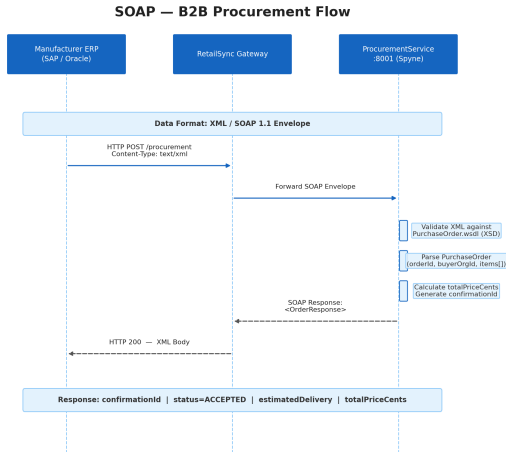 SOAP — B2B Procurement Flow
Manufacturer ERP
(SAP / Oracle)
RetailSync Gateway
ProcurementService
:8001 (Spyne)
Data Format: XML / SOAP 1.1 Envelope
HTTP POST /procurement
Content-Type: text/xml
Forward SOAP Envelope
Validate XML against
PurchaseOrder.wsdl (XSD)
Parse PurchaseOrder
(orderId, buyerOrgId, items[])
Calculate totalPriceCents
Generate confirmationId
SOAP Response:
<OrderResponse>
HTTP 200 — XML Body
Response: confirmationId | status=ACCEPTED | estimatedDelivery | totalPriceCents